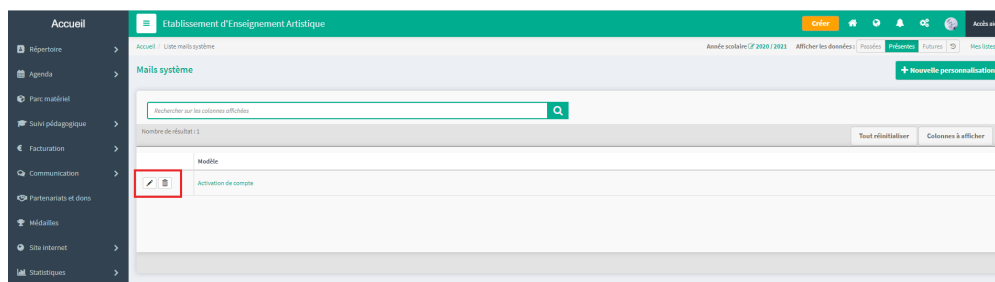 Accueil
Etablissement d'Enseignement Artistique
Créer
Accès ai
Répertoire
Agenda
Parc matériel
Suivi pédagogique
Facturation
Communication
Partenariats et dons
Médailles
Site internet
Statistiques
Accueil / Liste mails système
Année scolaire 2020 / 2021 Afficher les données : Passées Présentes Futures Mes listes
Mails système
+ Nouvelle personnalisation
Rechercher sur les colonnes affichées
Nombre de résultat : 1
Tout réinitialiser
Colonnes à afficher
Modèle
Activation de compte